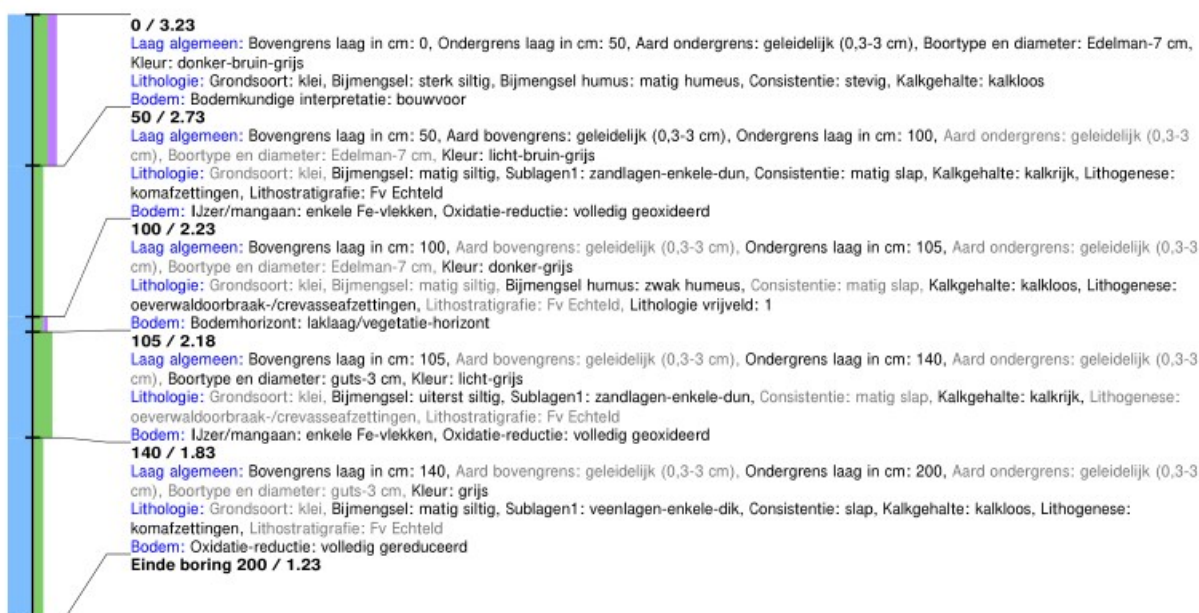 0 / 3.23
Laag algemeen: Bovengrens laag in cm: 0, Ondergrens laag in cm: 50, Aard ondergrens: geleidelijk (0,3-3 cm), Boortype en diameter: Edelman-7 cm,
Kleur: donker-bruin-grijs
Lithologie: Grondsoort: klei, Bijmengsel: sterk siltig, Bijmengsel humus: matig humeus, Consistentie: stevig, Kalkgehalte: kalkloos
Bodem: Bodemkundige interpretatie: bouwvoor
50 / 2.73
Laag algemeen: Bovengrens laag in cm: 50, Aard bovengrens: geleidelijk (0,3-3 cm), Ondergrens laag in cm: 100, Aard ondergrens: geleidelijk (0,3-3
cm), Boortype en diameter: Edelman-7 cm, Kleur: licht-bruin-grijs
Lithologie: Grondsoort: klei, Bijmengsel: matig siltig, Sublagen1: zandlagen-enkele-dun, Consistentie: matig slap, Kalkgehalte: kalkrijk, Lithogenese:
komafzettingen, Lithostratigrafie: Fv Echteld
Bodem: IJzer/mangaan: enkele Fe-vlekken, Oxidatie-reductie: volledig geoxideerd
100 / 2.23
Laag algemeen: Bovengrens laag in cm: 100, Aard bovengrens: geleidelijk (0,3-3 cm), Ondergrens laag in cm: 105, Aard ondergrens: geleidelijk (0,3-3
cm), Boortype en diameter: Edelman-7 cm, Kleur: donker-grijs
Lithologie: Grondsoort: klei, Bijmengsel: matig siltig, Bijmengsel humus: zwak humeus, Consistentie: matig slap, Kalkgehalte: kalkloos, Lithogenese:
oeverwaldoorbraak-/crevasseafzettingen, Lithostratigrafie: Fv Echteld, Lithologie vrijveld: 1
Bodem: Bodemhorizont: laklaag/vegetatie-horizont
105 / 2.18
Laag algemeen: Bovengrens laag in cm: 105, Aard bovengrens: geleidelijk (0,3-3 cm), Ondergrens laag in cm: 140, Aard ondergrens: geleidelijk (0,3-3
cm), Boortype en diameter: guts-3 cm, Kleur: licht-grijs
Lithologie: Grondsoort: klei, Bijmengsel: uiterst siltig, Sublagen1: zandlagen-enkele-dun, Consistentie: matig slap, Kalkgehalte: kalkrijk, Lithogenese:
oeverwaldoorbraak-/crevasseafzettingen, Lithostratigrafie: Fv Echteld
Bodem: IJzer/mangaan: enkele Fe-vlekken, Oxidatie-reductie: volledig geoxideerd
140 / 1.83
Laag algemeen: Bovengrens laag in cm: 140, Aard bovengrens: geleidelijk (0,3-3 cm), Ondergrens laag in cm: 200, Aard ondergrens: geleidelijk (0,3-3
cm), Boortype en diameter: guts-3 cm, Kleur: grijs
Lithologie: Grondsoort: klei, Bijmengsel: matig siltig, Sublagen1: veenlagen-enkele-dik, Consistentie: slap, Kalkgehalte: kalkloos, Lithogenese:
komafzettingen, Lithostratigrafie: Fv Echteld
Bodem: Oxidatie-reductie: volledig gereduceerd
Einde boring 200 / 1.23